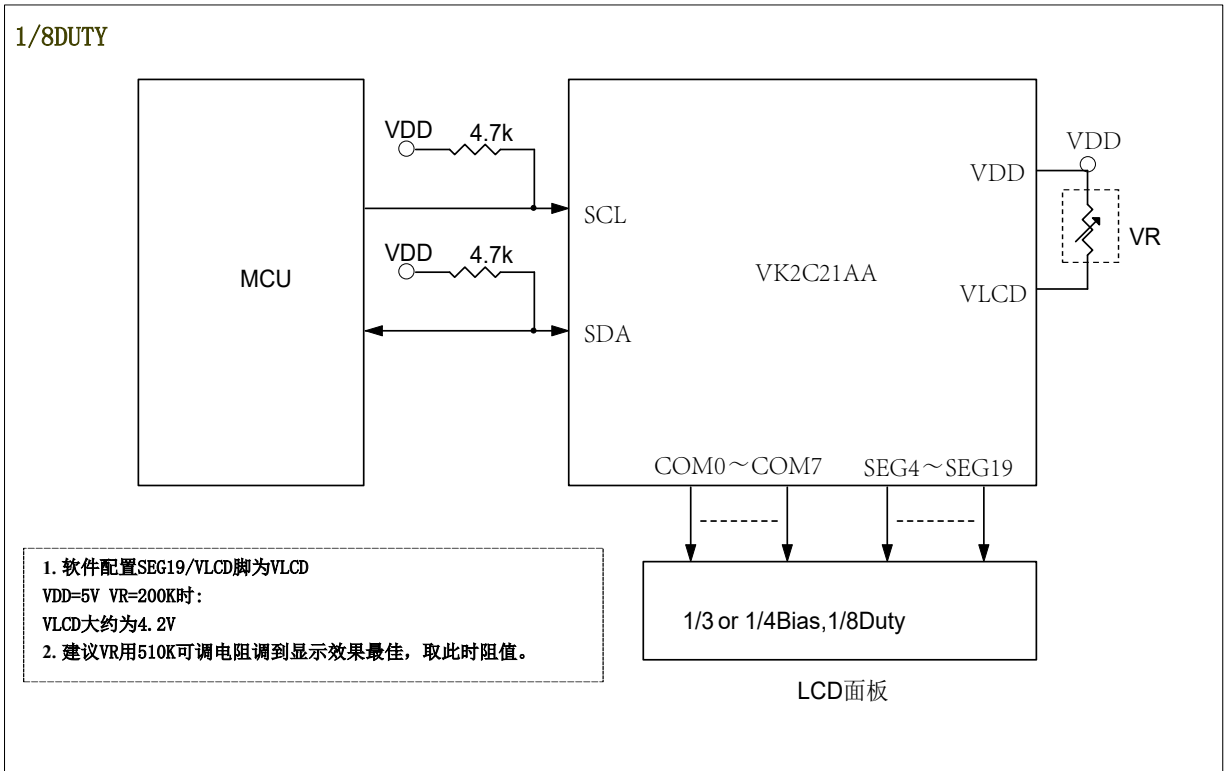 1/8DUTY
VDD
4.7k
SCL
VDD
4.7k
SDA
MCU
VK2C21AA
VDD
VDD
VR
VLCD
COM0～COM7
SEG4～SEG19
1. 软件配置SEG19/VLCD脚为VLCD
VDD=5V VR=200K时:
VLCD大约为4.2V
2. 建议VR用510K可调电阻调到显示效果最佳，取此时阻值。
1/3 or 1/4Bias,1/8Duty
LCD面板